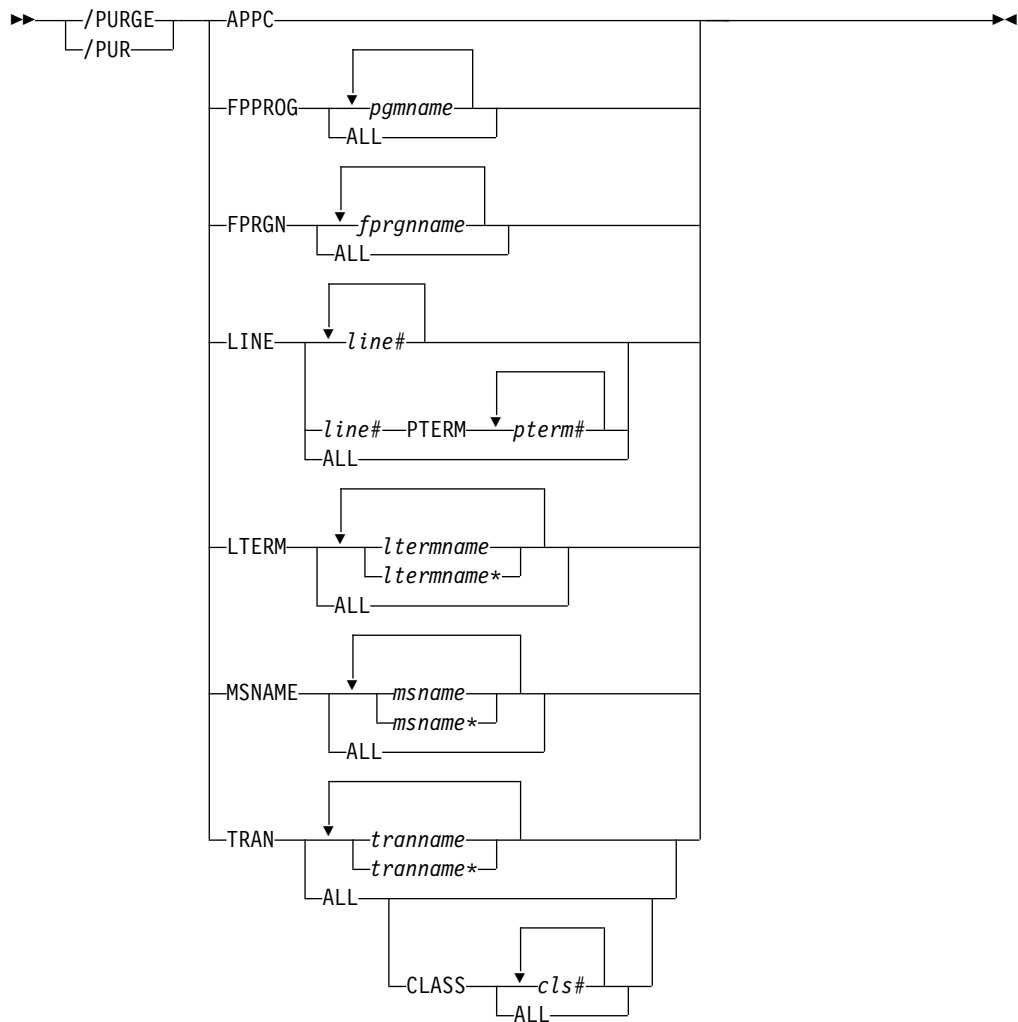 /PURGE APPC
/PUR
FPPROG pgmname
ALL
FPRGN fprgnname
ALL
LINE line#
line# PTERM pterm#
ALL
LTERM ltermname
ltermname*
ALL
MSNAME msname
msname*
ALL
TRAN tranname
tranname*
ALL
CLASS cls#
ALL